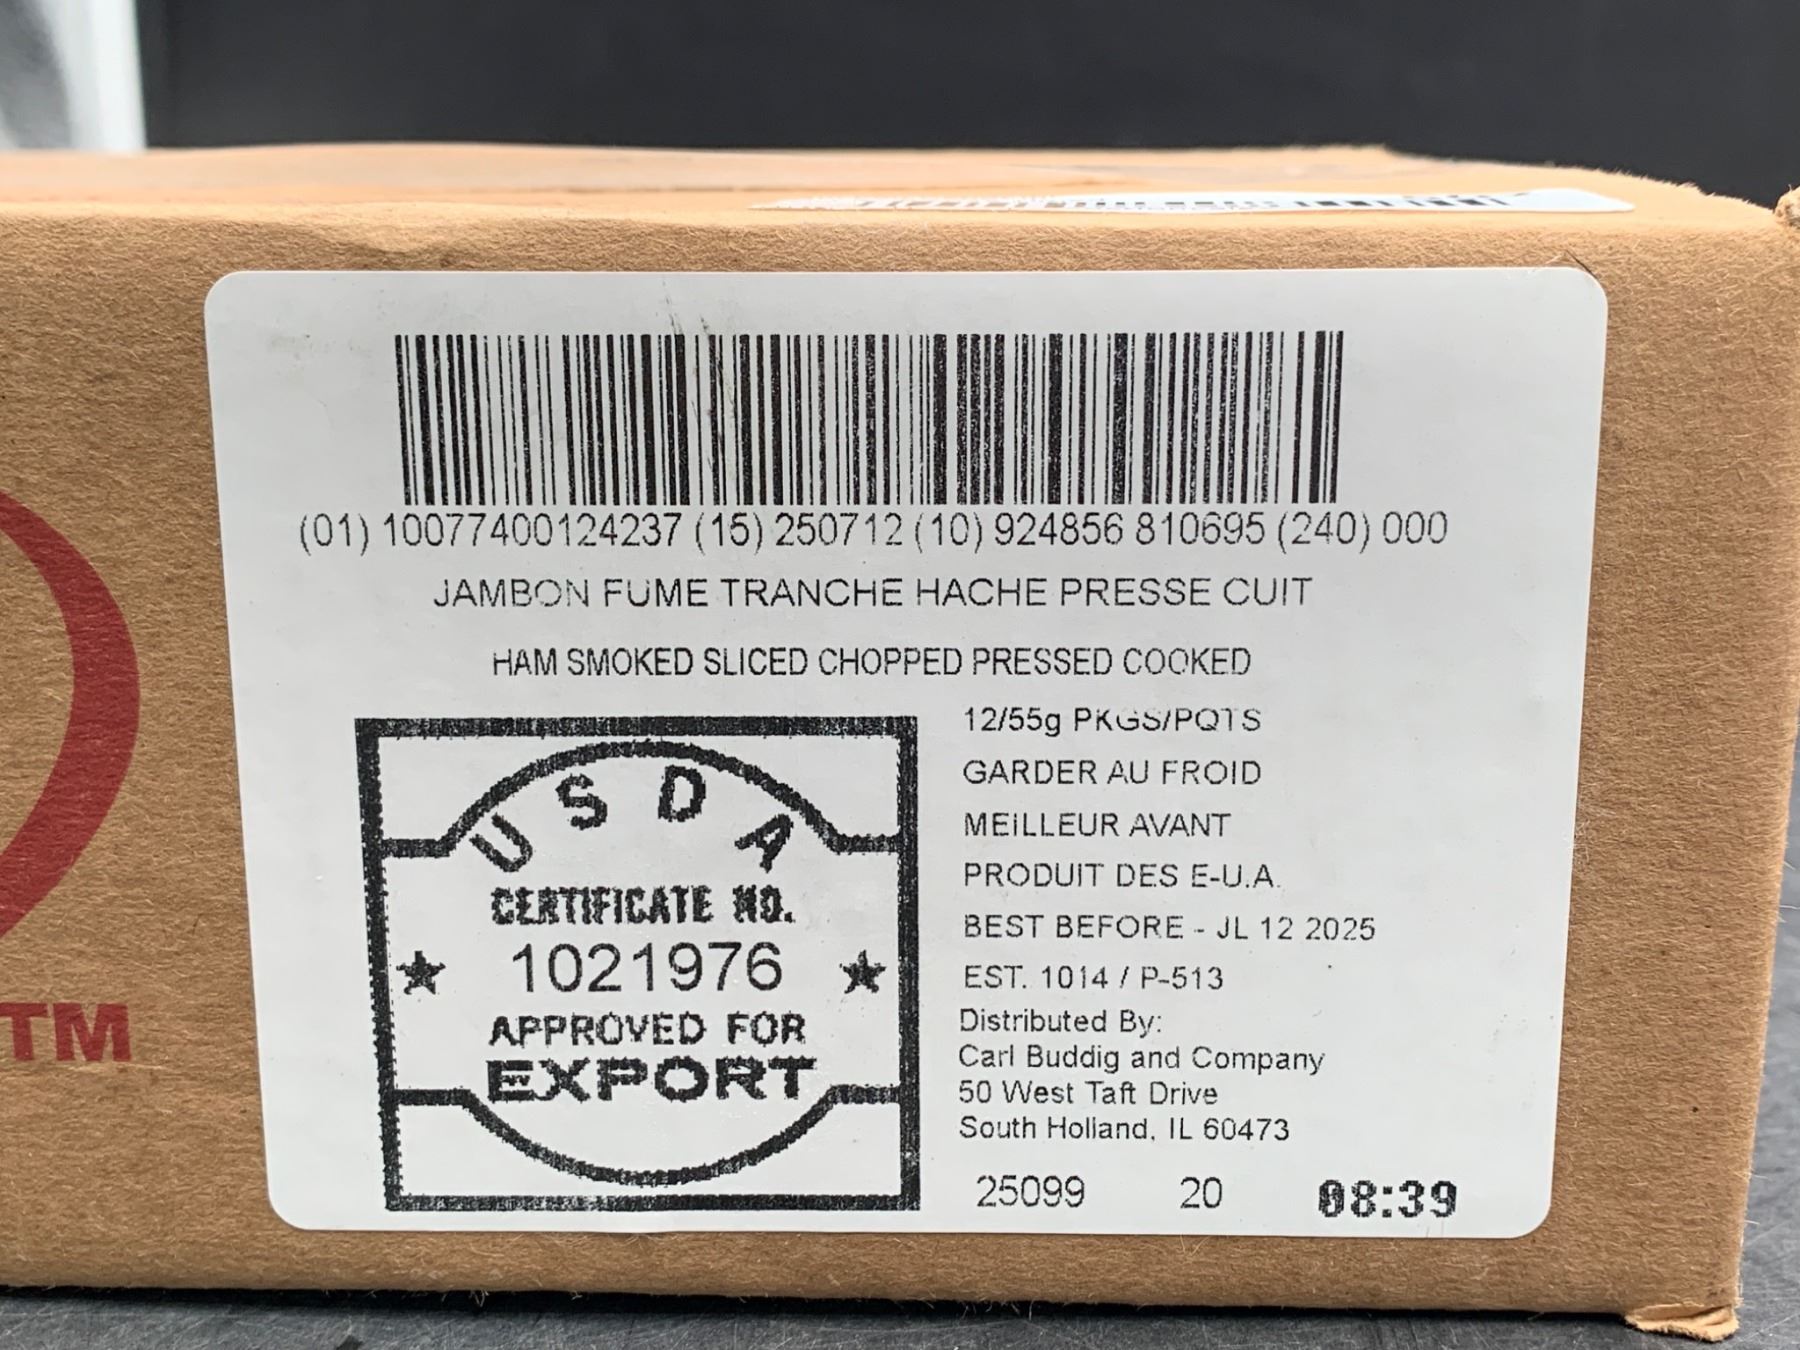 (01) 10077400124237 (15) 250712 (10) 924856 810695 (240) 000
JAMBON FUME TRANCHE HACHE PRESSE CUIT
HAM SMOKED SLICED CHOPPED PRESSED COOKED
USDA
CERTIFICATE NO.
1021976
APPROVED FOR
EXPORT
12/55g PKGS/PQTS
GARDER AU FROID
MEILLEUR AVANT
PRODUIT DES E-U.A.
BEST BEFORE - JL 12 2025
EST. 1014 / P-513
Distributed By:
Carl Buddig and Company
50 West Taft Drive
South Holland, IL 60473
25099 20 08:39
TM